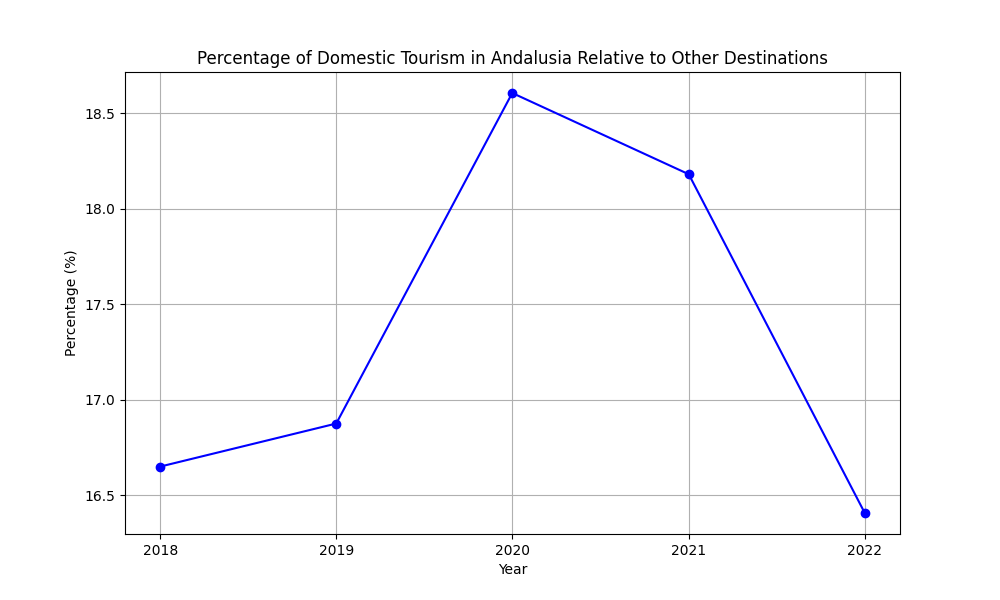 Percentage of Domestic Tourism in Andalusia Relative to Other Destinations
Percentage (%)
18.5
18.0
17.5
17.0
16.5
2018 2019 2020 2021 2022
Year